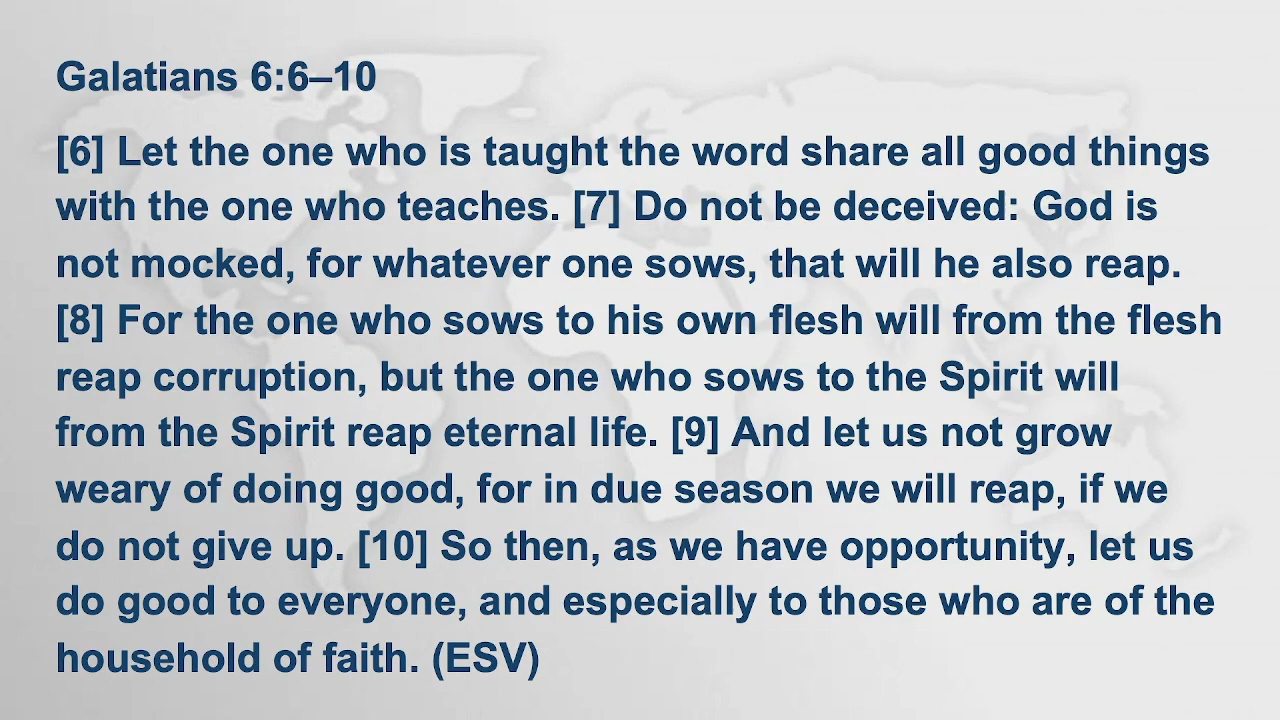 Galatians 6:6–10
[6] Let the one who is taught the word share all good things
with the one who teaches. [7] Do not be deceived: God is
not mocked, for whatever one sows, that will he also reap.
[8] For the one who sows to his own flesh will from the flesh
reap corruption, but the one who sows to the Spirit will
from the Spirit reap eternal life. [9] And let us not grow
weary of doing good, for in due season we will reap, if we
do not give up. [10] So then, as we have opportunity, let us
do good to everyone, and especially to those who are of the
household of faith. (ESV)